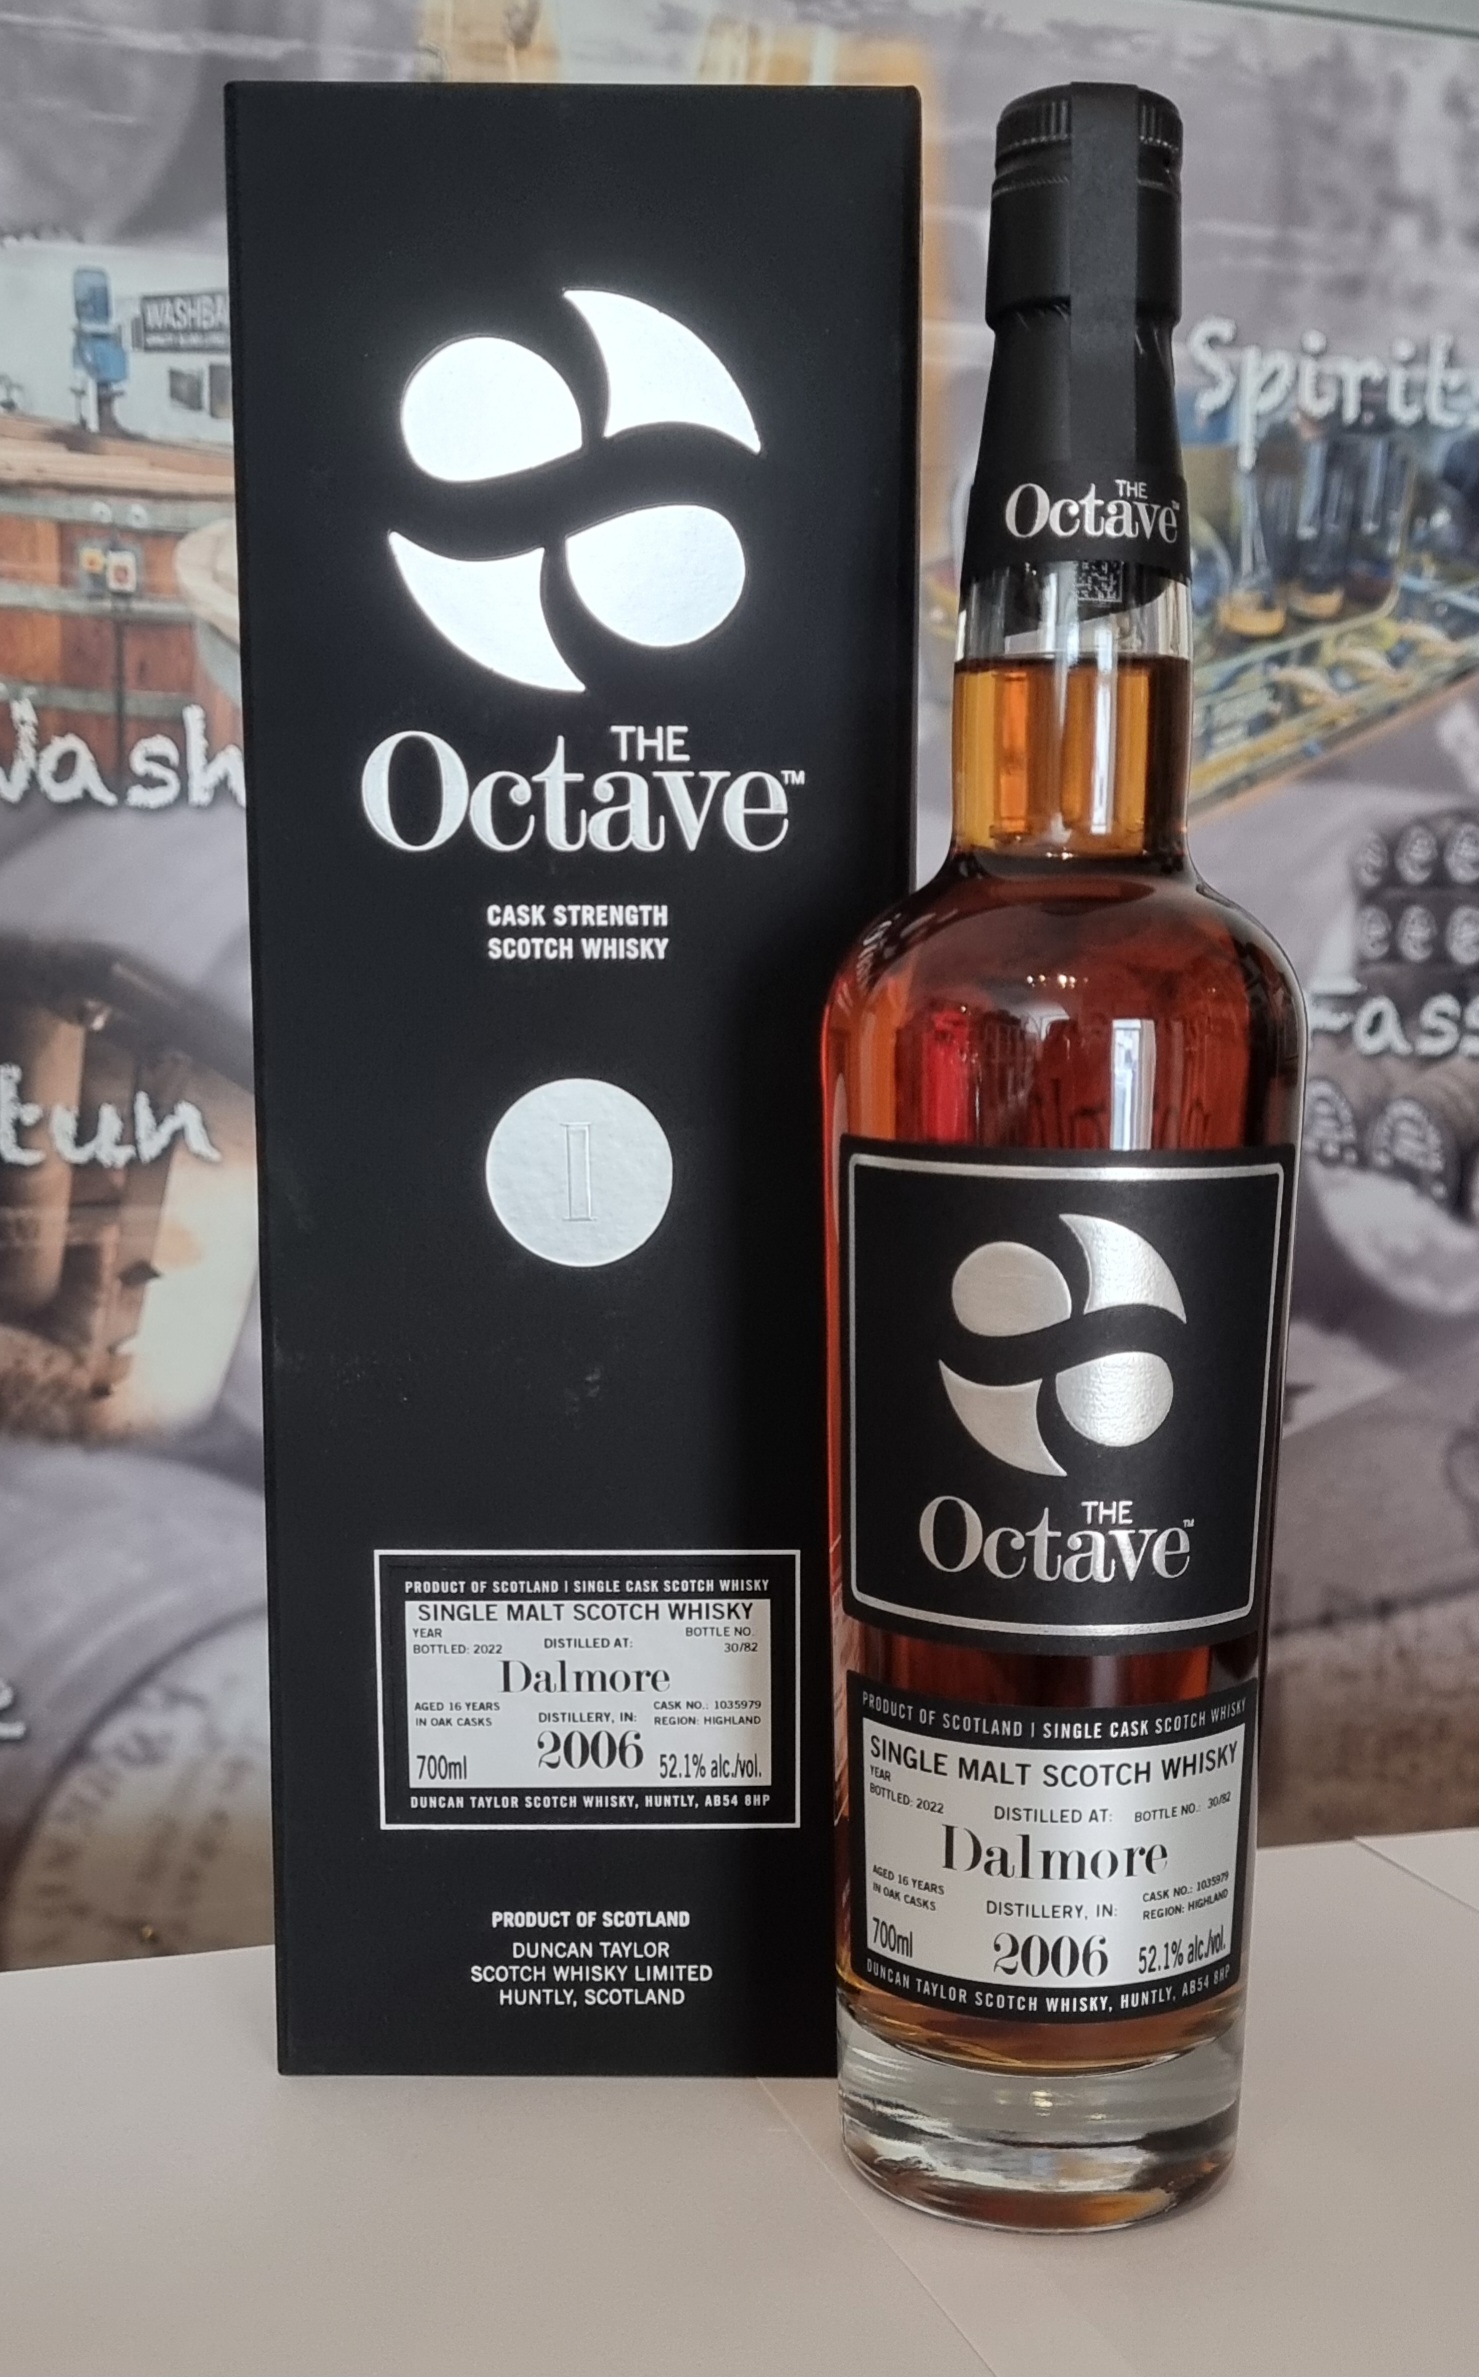 THE
Octave™
CASK STRENGTH
SCOTCH WHISKY
I
PRODUCT OF SCOTLAND | SINGLE CASK SCOTCH WHISKY
SINGLE MALT SCOTCH WHISKY
YEAR
BOTTLED: 2022
DISTILLED AT:
BOTTLE NO.
30/82
Dalmore
AGED 16 YEARS
IN OAK CASKS
DISTILLERY, IN:
CASK NO.: 1035979
REGION: HIGHLAND
700ml
2006
52.1% alc./vol.
DUNCAN TAYLOR SCOTCH WHISKY, HUNTLY, AB54 8HP
PRODUCT OF SCOTLAND
DUNCAN TAYLOR
SCOTCH WHISKY LIMITED
HUNTLY, SCOTLAND
THE
Octave™
THE
Octave™
PRODUCT OF SCOTLAND | SINGLE CASK SCOTCH WHISKY
SINGLE MALT SCOTCH WHISKY
YEAR
BOTTLED: 2022
DISTILLED AT:
BOTTLE NO.: 30/82
Dalmore
AGED 16 YEARS
IN OAK CASKS
DISTILLERY, IN:
CASK NO.: 1035979
REGION: HIGHLAND
700ml
2006
52.1% alc./vol.
DUNCAN TAYLOR SCOTCH WHISKY, HUNTLY, AB54 8HP
WASHBA
Wash
tun
Spirit
Fass